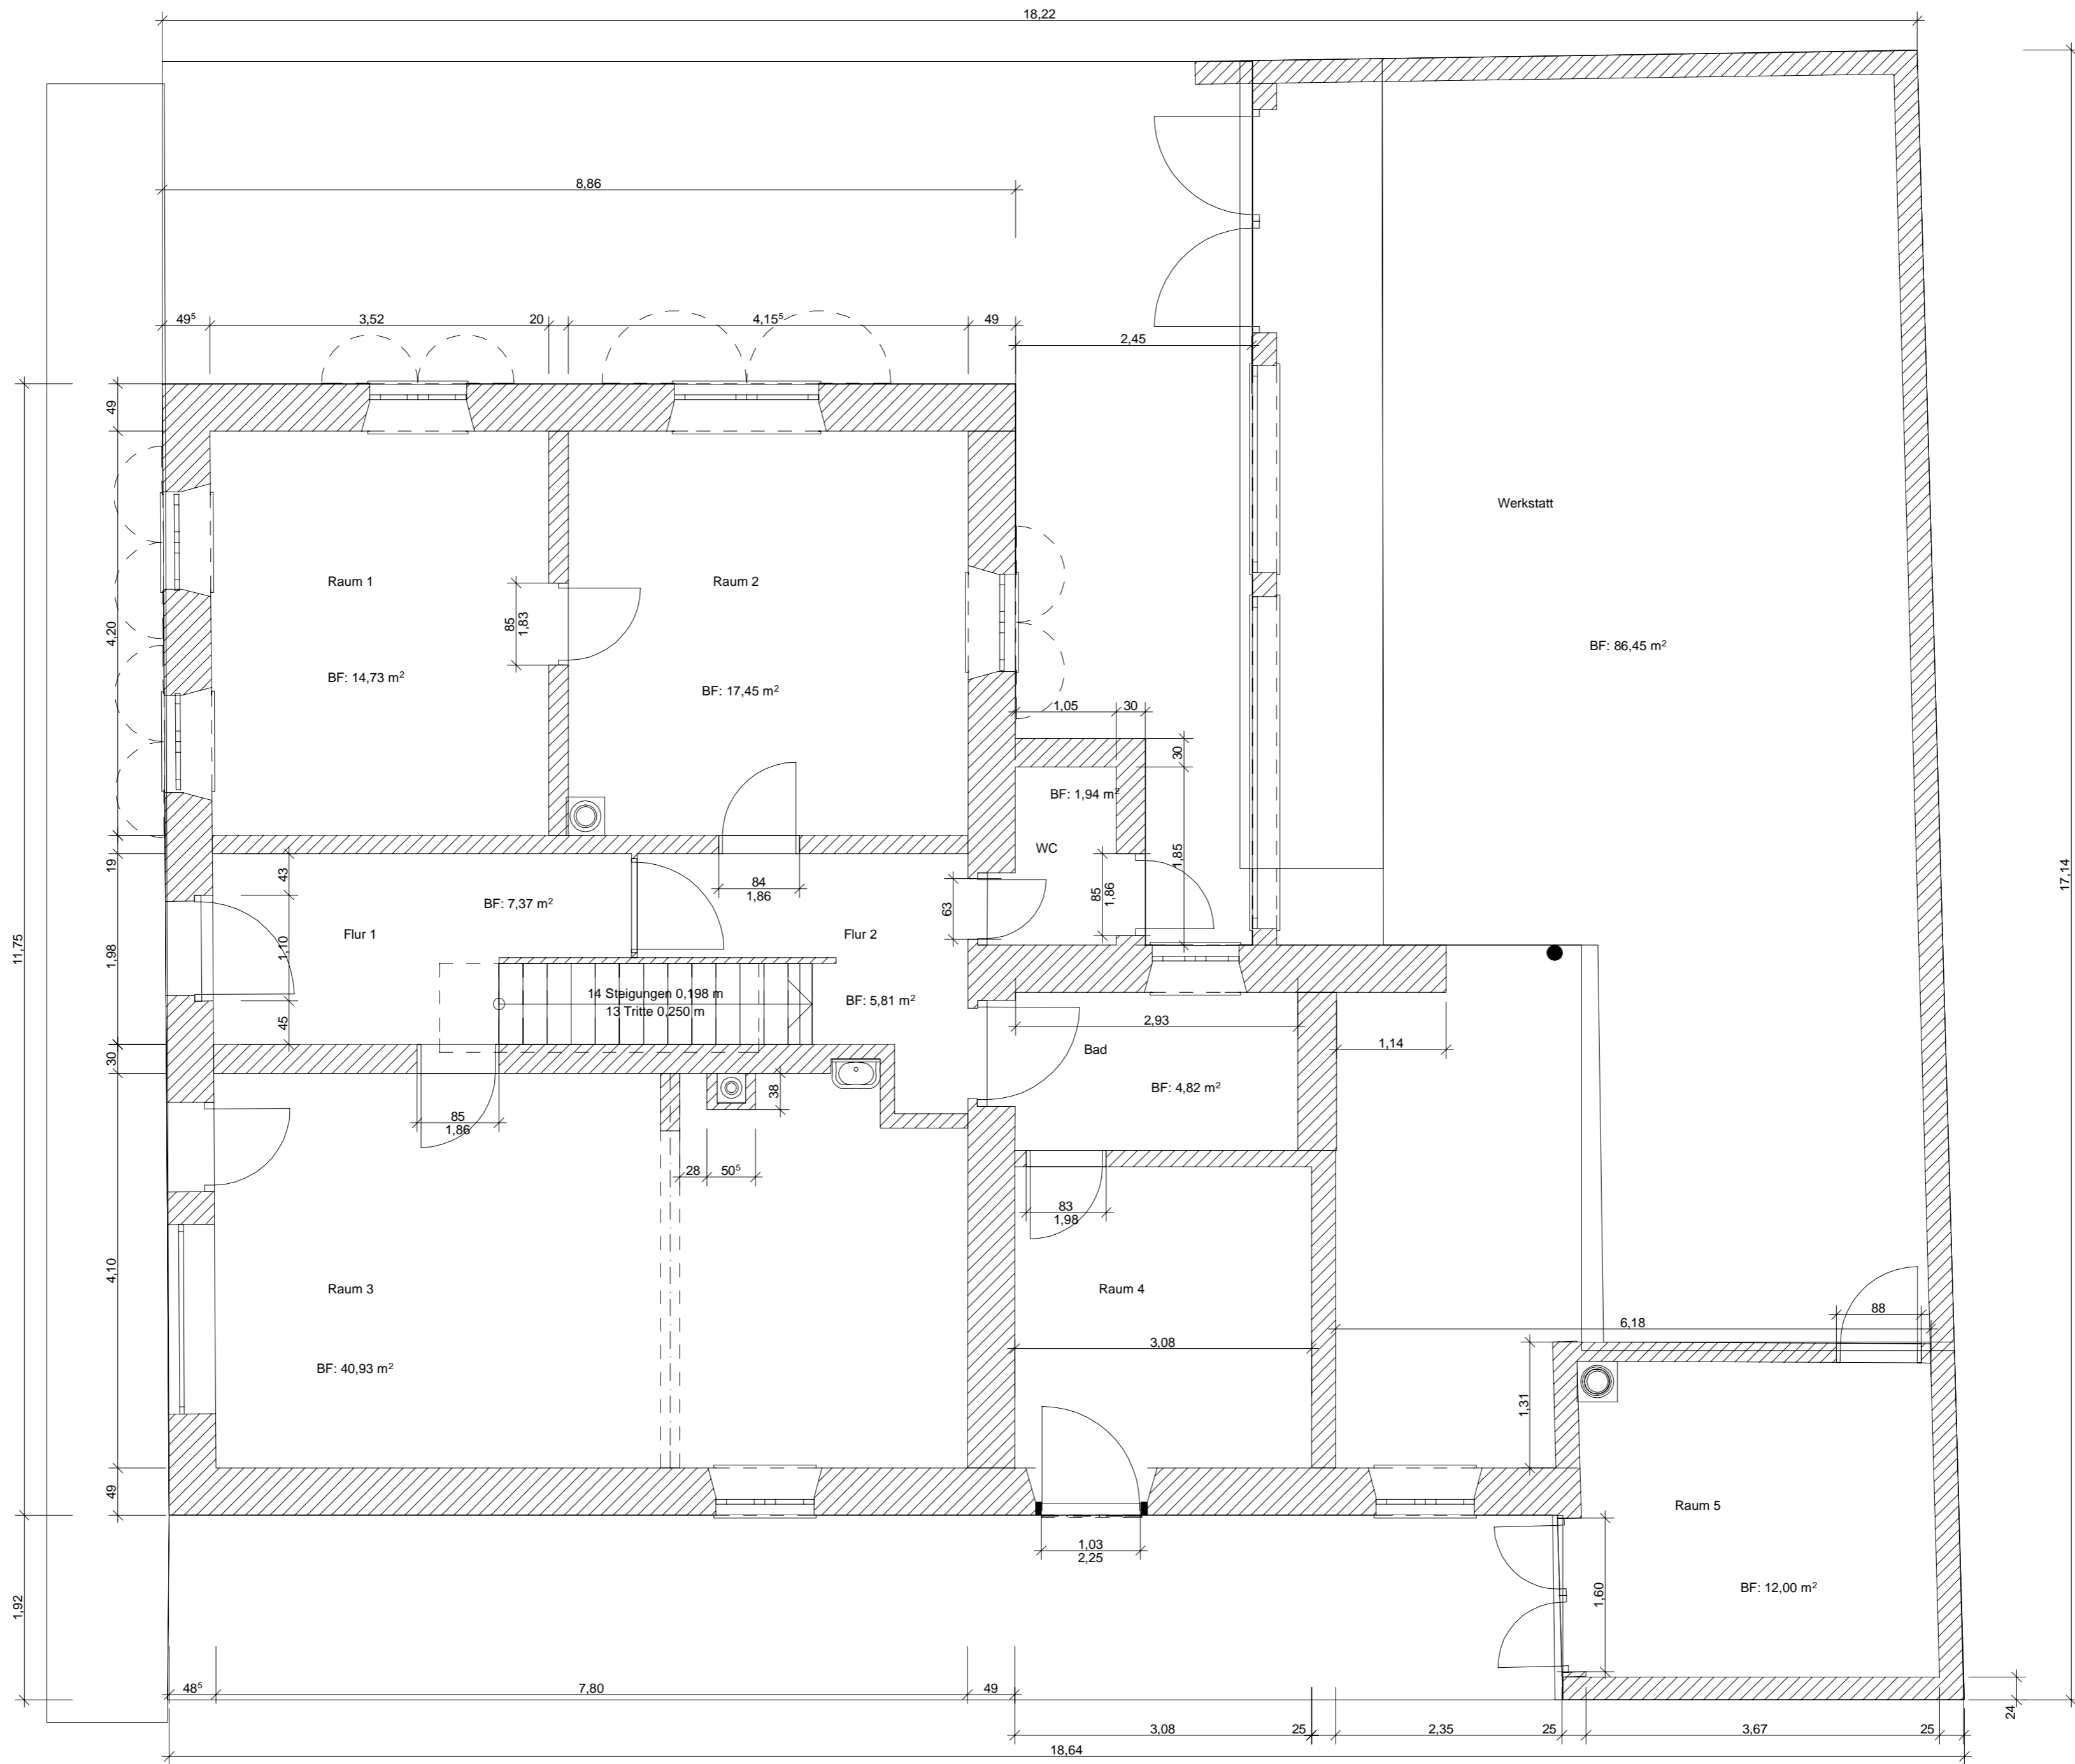 18,22
8,86
49⁵
3,52
20
4,15⁵
49
2,45
49
Werkstatt
Raum 1
Raum 2
85
1,83
4,20
BF: 86,45 m²
BF: 14,73 m²
BF: 17,45 m²
1,05
30
30
BF: 1,94 m²
WC
1,85
19
43
84
1,86
85
1,86
63
BF: 7,37 m²
17,14
11,75
1,98
1,10
Flur 1
Flur 2
14 Steigungen 0,198 m
13 Tritte 0,250 m
BF: 5,81 m²
45
2,93
Bad
1,14
30
BF: 4,82 m²
38
85
1,86
28
50⁵
83
1,98
4,10
Raum 3
Raum 4
88
6,18
3,08
BF: 40,93 m²
1,31
49
Raum 5
1,03
2,25
BF: 12,00 m²
1,60
1,92
48⁵
7,80
49
24
3,08
25
2,35
25
3,67
25
18,64